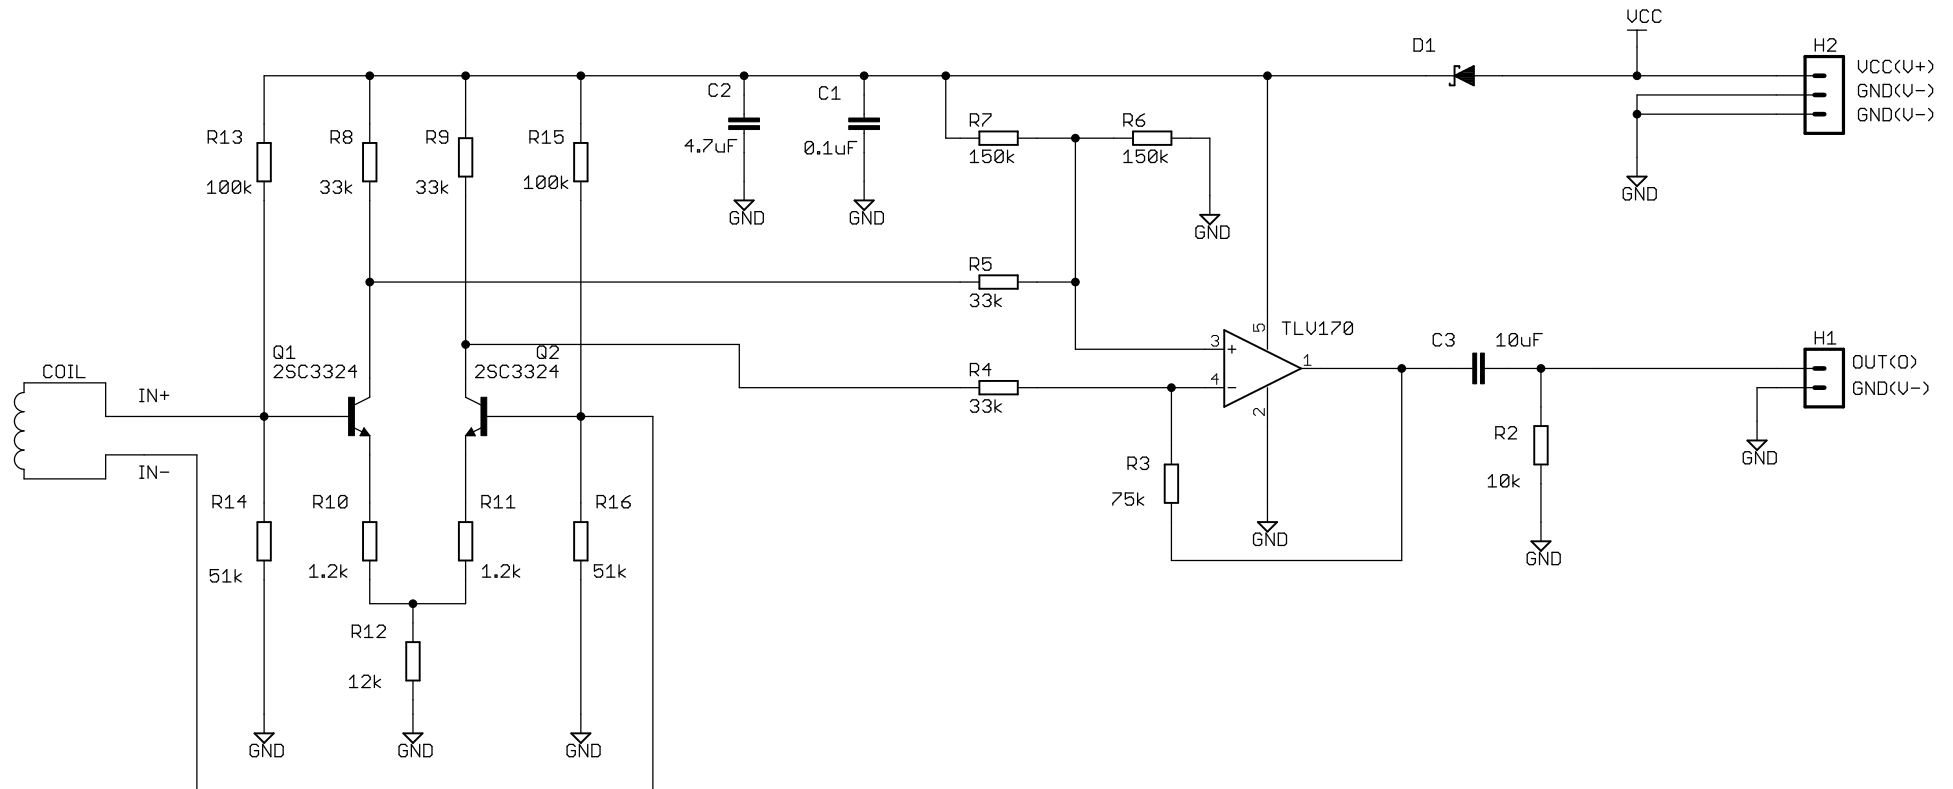 VCC
D1
H2
VCC(V+)
GND(V-)
GND(V-)
C2
C1
R13
R8
R9
R15
R7
R6
4.7uF
0.1uF
150k
150k
100k
33k
33k
100k
GND
GND
GND
GND
R5
33k
TLV170
5
3
+
1
4
-
2
C3
10uF
H1
OUT(O)
GND(V-)
Q1
2SC3324
Q2
2SC3324
COIL
IN+
IN-
R4
33k
R3
75k
R2
10k
GND
R14
R10
R11
R16
51k
1.2k
1.2k
51k
GND
GND
R12
12k
GND
GND
GND